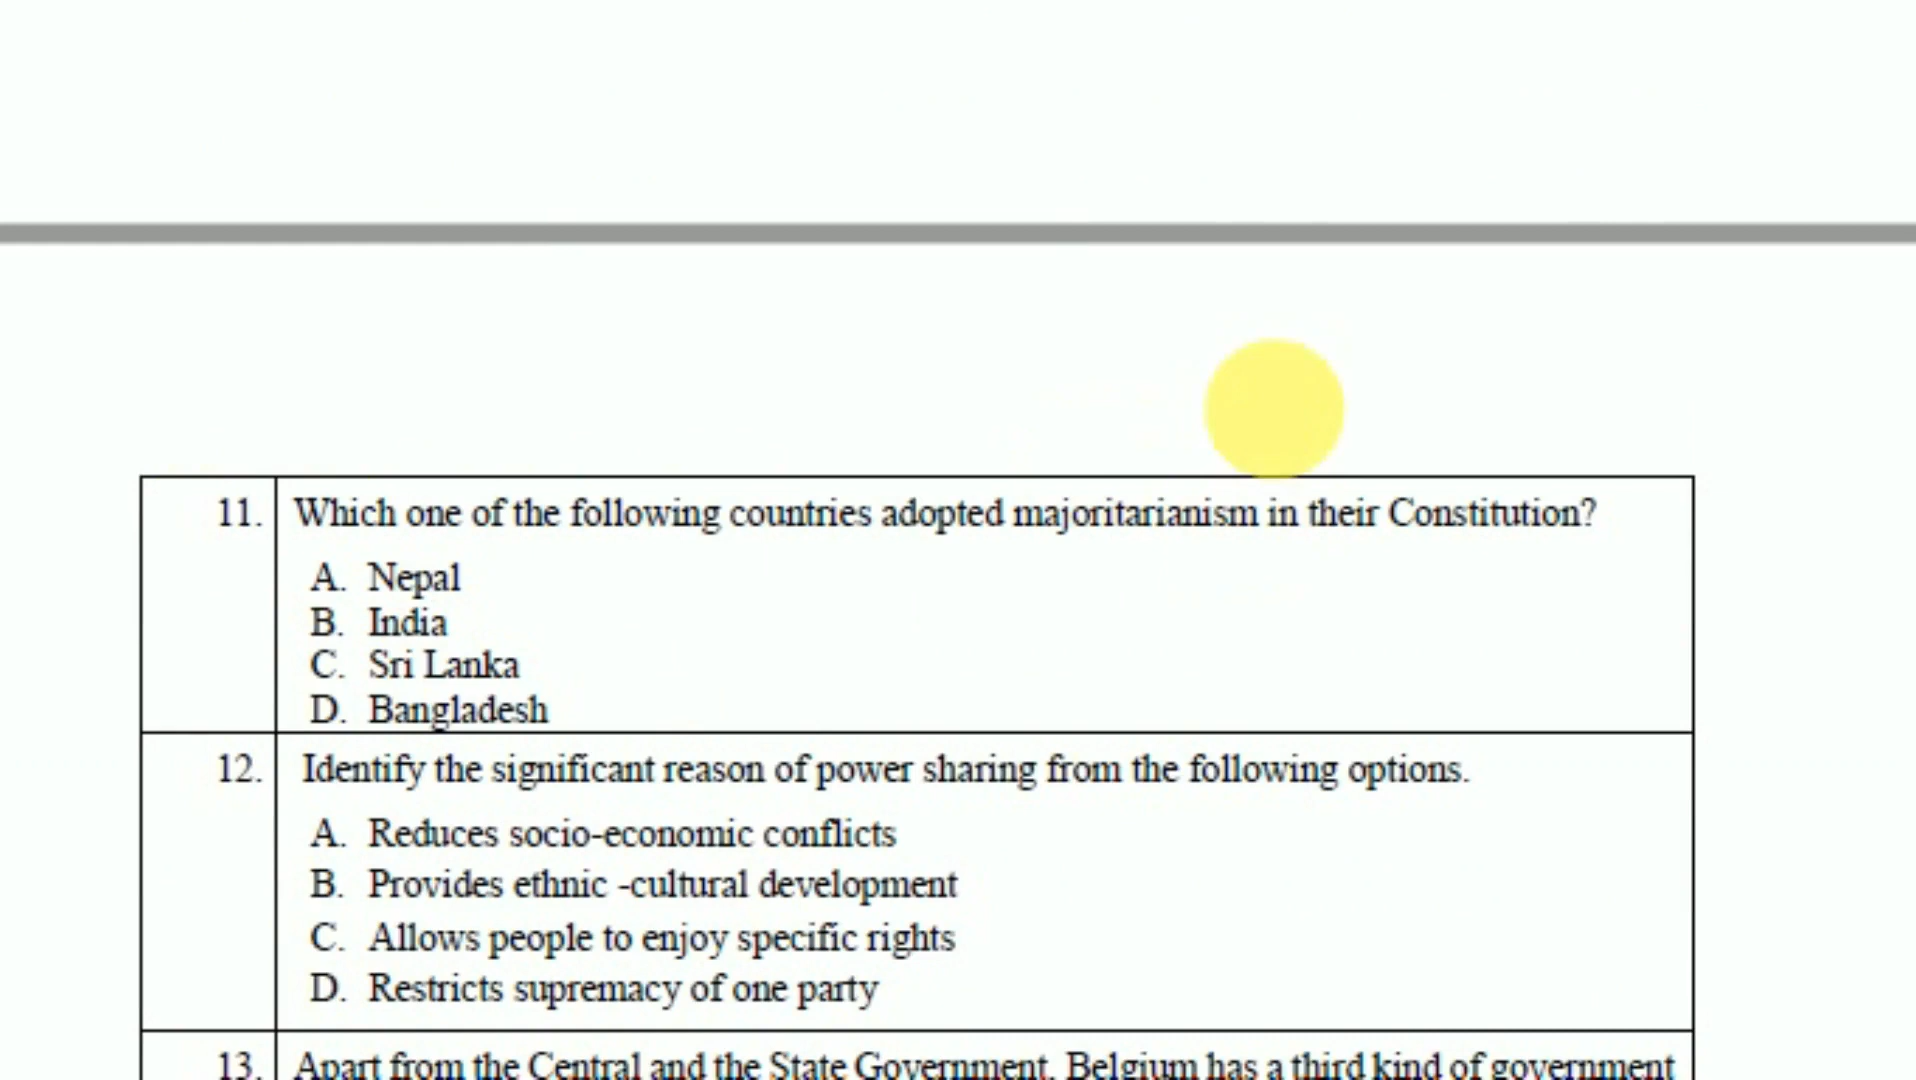 11. Which one of the following countries adopted majoritarianism in their Constitution?
A. Nepal
B. India
C. Sri Lanka
D. Bangladesh
12. Identify the significant reason of power sharing from the following options.
A. Reduces socio-economic conflicts
B. Provides ethnic -cultural development
C. Allows people to enjoy specific rights
D. Restricts supremacy of one party
13. Apart from the Central and the State Government, Belgium has a third kind of government